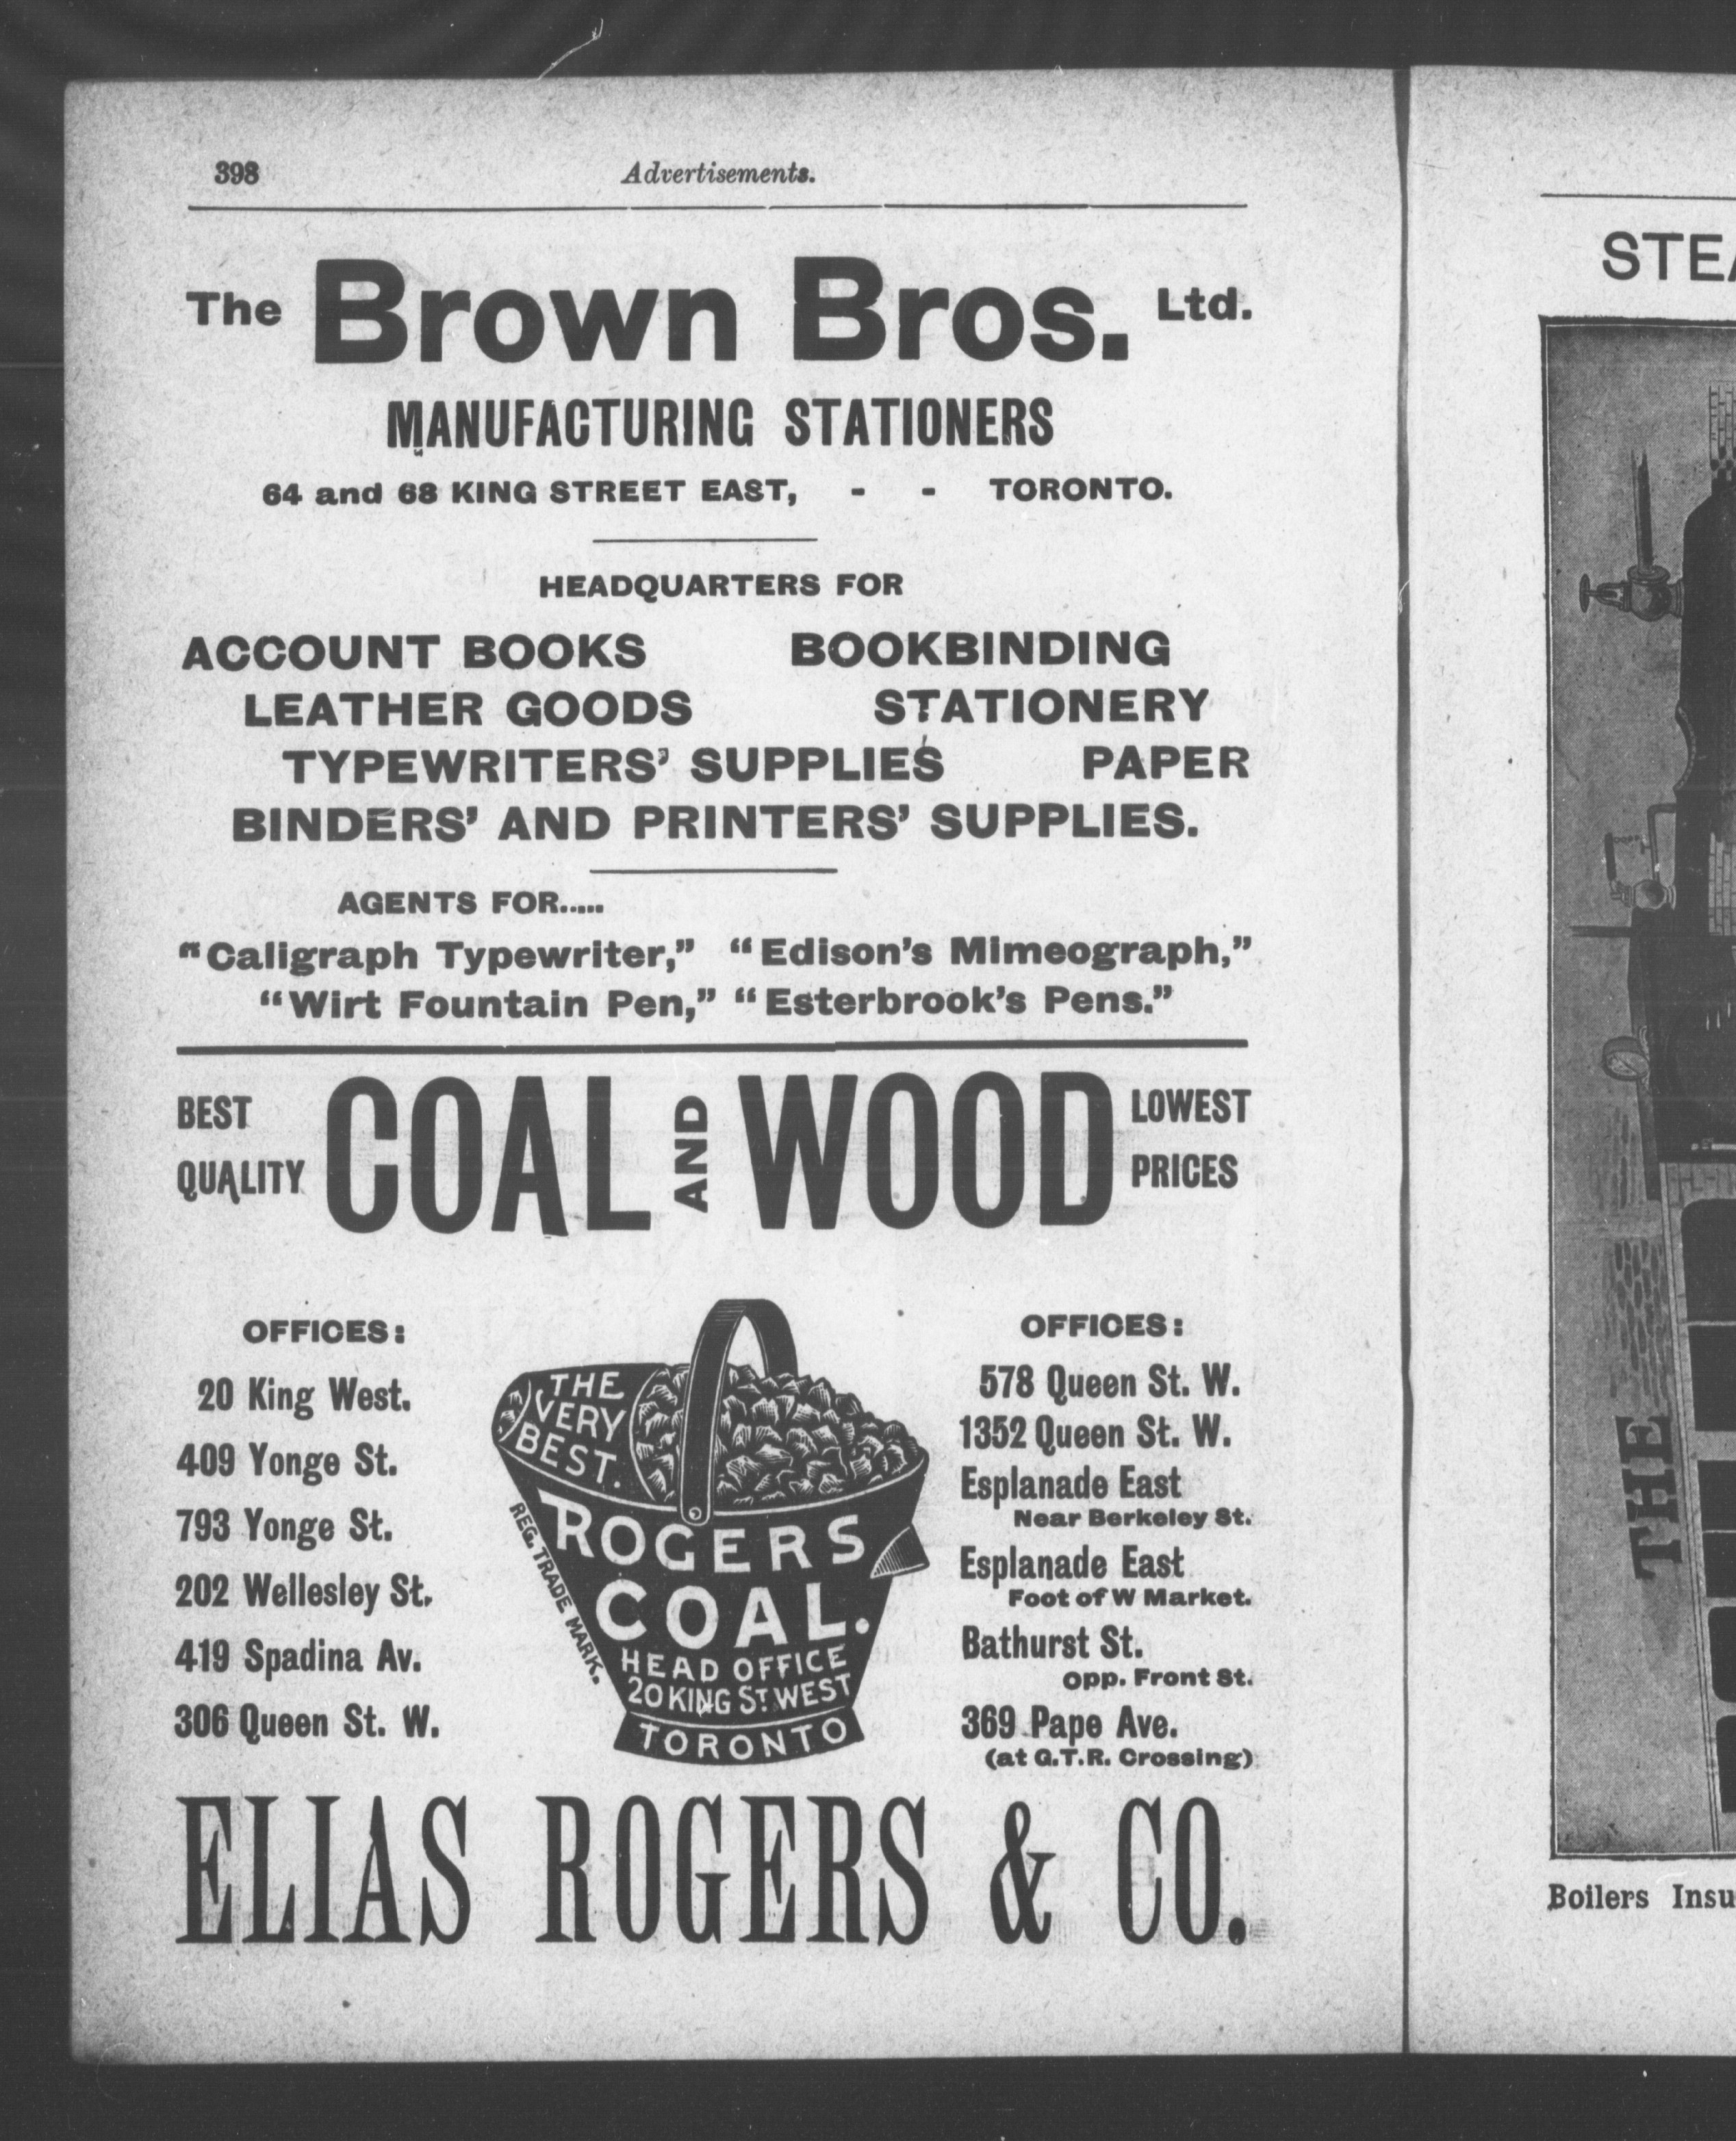 398
Advertisements.
The Brown Bros. Ltd.
MANUFACTURING STATIONERS
64 and 68 KING STREET EAST, - - TORONTO.
HEADQUARTERS FOR
ACCOUNT BOOKS BOOKBINDING
LEATHER GOODS STATIONERY
TYPEWRITERS' SUPPLIES PAPER
BINDERS' AND PRINTERS' SUPPLIES.
AGENTS FOR.....
"Caligraph Typewriter," "Edison's Mimeograph,"
"Wirt Fountain Pen," "Esterbrook's Pens."
BEST QUALITY
COAL AND WOOD
LOWEST PRICES
OFFICES:
20 King West.
409 Yonge St.
793 Yonge St.
202 Wellesley St.
419 Spadina Av.
306 Queen St. W.
THE
VERY
BEST.
ROGERS
COAL.
HEAD OFFICE
20 KING ST. WEST
TORONTO
REG. TRADE MARK.
OFFICES:
578 Queen St. W.
1352 Queen St. W.
Esplanade East
Near Berkeley St.
Esplanade East
Foot of W Market.
Bathurst St.
opp. Front St.
369 Pape Ave.
(at G.T.R. Crossing)
ELIAS ROGERS & CO.
THE
Boilers